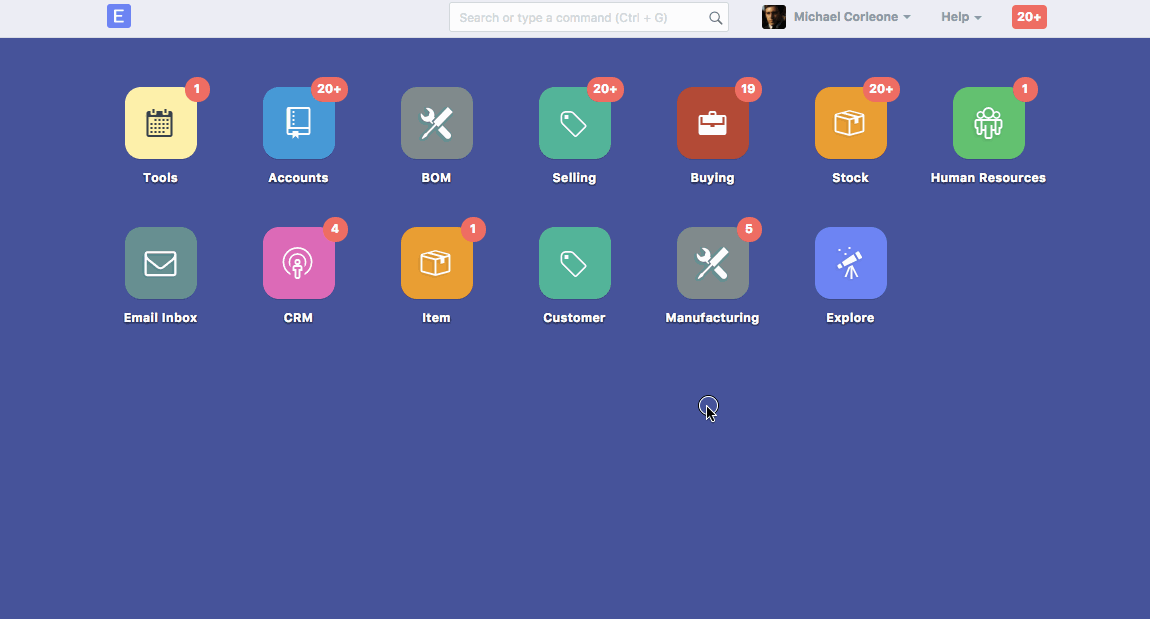 E
Search or type a command (Ctrl + G)
Michael Corleone
Help
20+
1
20+
20+
19
20+
1
Tools
Accounts
BOM
Selling
Buying
Stock
Human Resources
4
1
5
Email Inbox
CRM
Item
Customer
Manufacturing
Explore